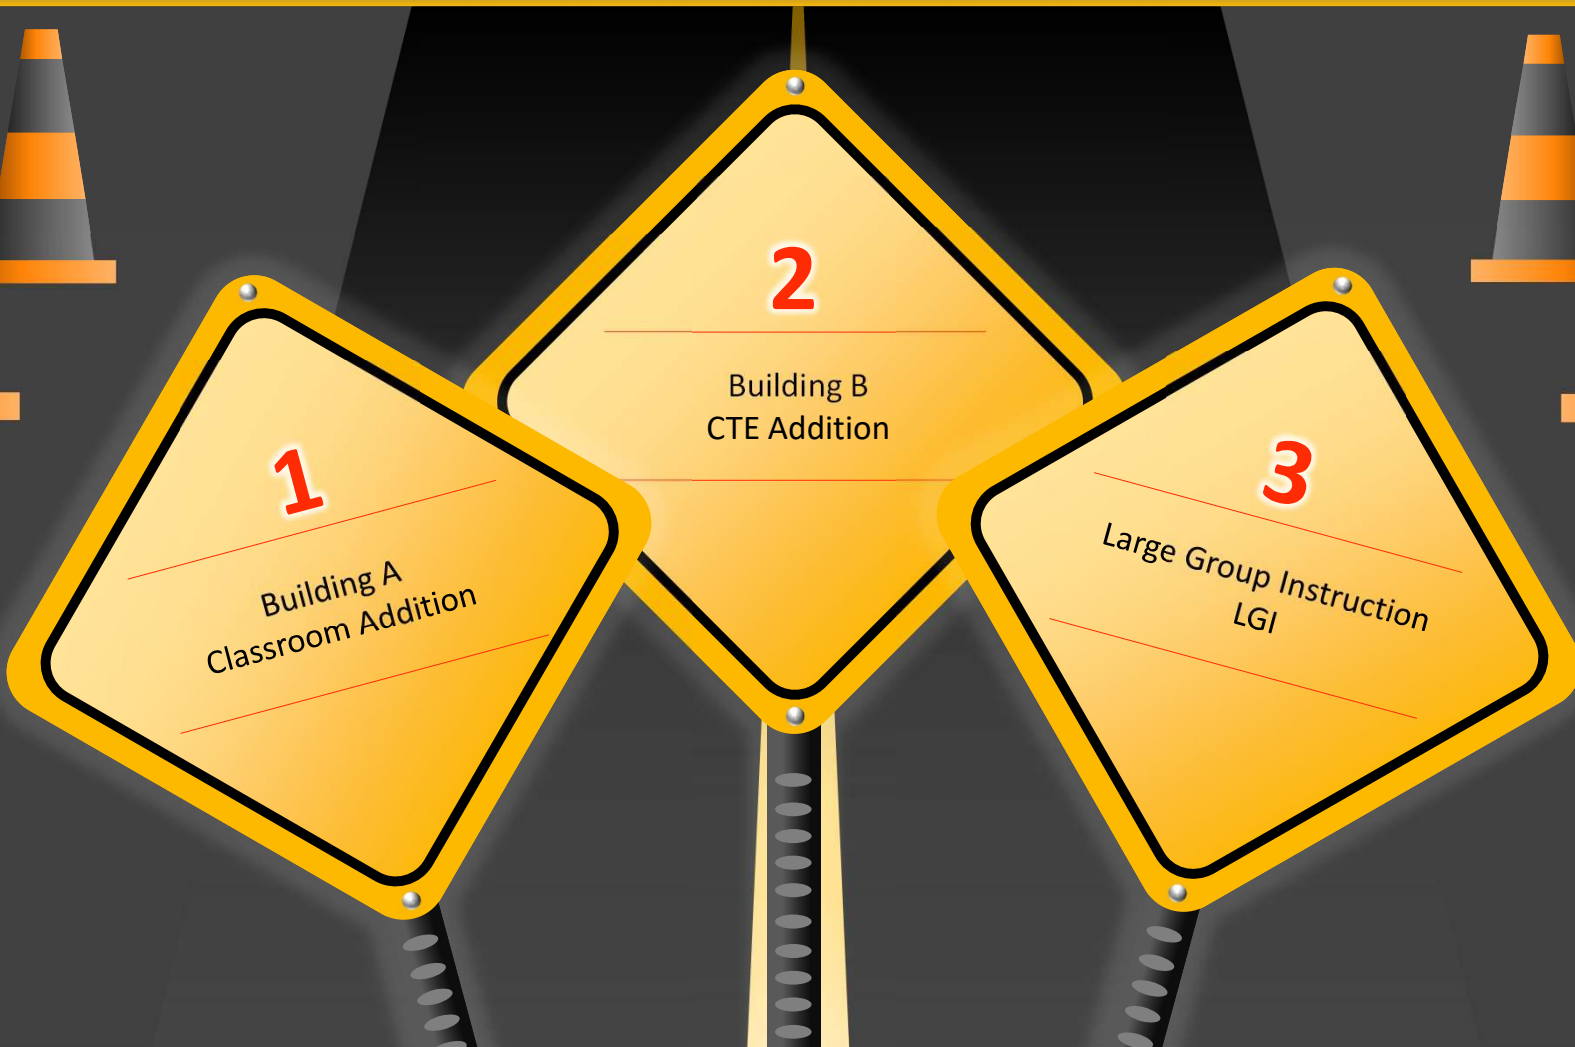 1
Building A
Classroom Addition
2
Building B
CTE Addition
3
Large Group Instruction
LGI